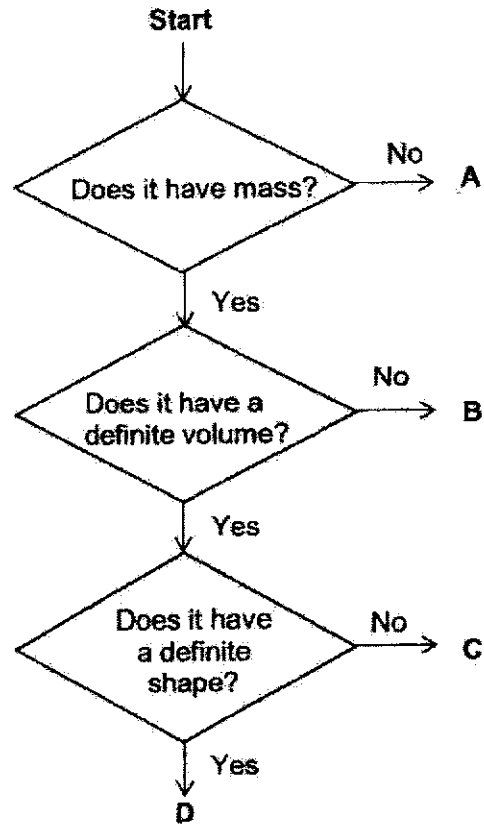 Start
Does it have mass?
No
A
Yes
Does it have a
definite volume?
No
B
Yes
Does it have
a definite
shape?
No
C
Yes
D